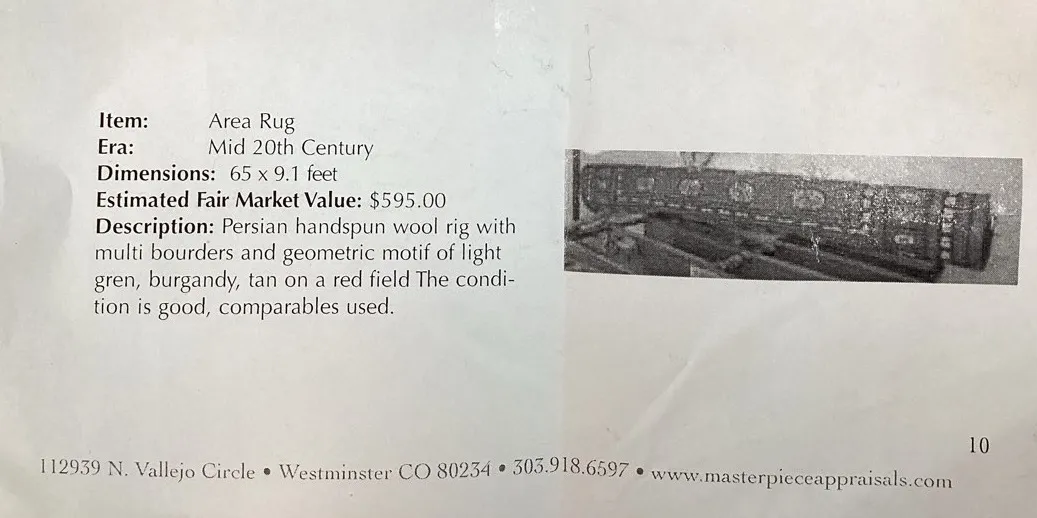 Item: Area Rug
Era: Mid 20th Century
Dimensions: 65 x 9.1 feet
Estimated Fair Market Value: $595.00
Description: Persian handspun wool rig with
multi bourders and geometric motif of light
gren, burgandy, tan on a red field The condi-
tion is good, comparables used.
10
112939 N. Vallejo Circle • Westminster CO 80234 • 303.918.6597 • www.masterpieceappraisals.com